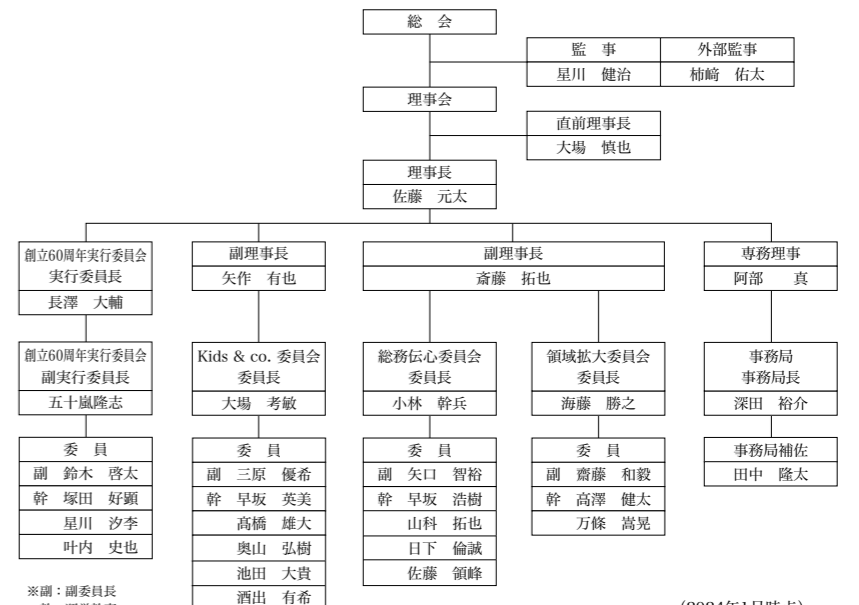 総　会
監　事　外部監事
星川　健治　柿﨑　佑太
理事会
直前理事長
大場　慎也
理事長
佐藤　元太
創立60周年実行委員会
実行委員長
長澤　大輔
副理事長
矢作　有也
副理事長
斎藤　拓也
専務理事
阿部　真
創立60周年実行委員会
副実行委員長
五十嵐隆志
Kids & co. 委員会
委員長
大場　考敏
総務伝心委員会
委員長
小林　幹兵
領域拡大委員会
委員長
海藤　勝之
事務局
事務局長
深田　裕介
委　員
副　鈴木　啓太
幹　塚田　好顕
星川　汐李
叶内　史也
委　員
副　三原　優希
幹　早坂　英美
髙橋　雄大
奥山　弘樹
池田　大貴
酒出　有希
委　員
副　矢口　智裕
幹　早坂　浩樹
山科　拓也
日下　倫誠
佐藤　領峰
委　員
副　齋藤　和毅
幹　高澤　健太
万條　嵩晃
事務局補佐
田中　隆太
※副：副委員長